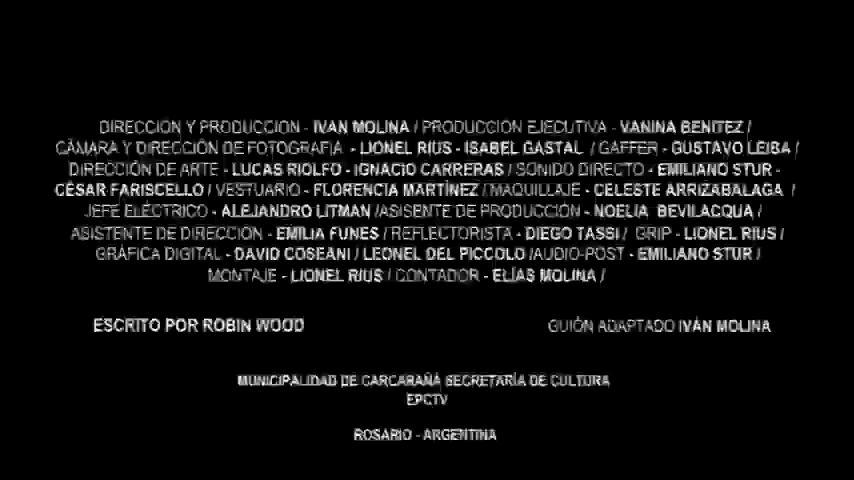 DIRECCIÓN Y PRODUCCION - IVAN MOLINA / PRODUCCION EJECUTIVA - VANINA BENITEZ /
CÁMARA Y DIRECCIÓN DE FOTOGRAFIA - LIONEL RIUS - ISABEL GASTAL / GAFFER - GUSTAVO LEIBA /
DIRECCIÓN DE ARTE - LUCAS RIOLFO - IGNACIO CARRERAS / SONIDO DIRECTO - EMILIANO STUR -
CÉSAR FARISCELLO / VESTUARIO - FLORENCIA MARTÍNEZ / MAQUILLAJE - CELESTE ARRIZABALAGA /
JEFE ELÉCTRICO - ALEJANDRO LITMAN /ASISENTE DE PRODUCCIÓN - NOELIA BEVILACQUA /
ASISTENTE DE DIRECCIÓN - EMILIA FUNES / REFLECTORISTA - DIEGO TASSI / GRIP - LIONEL RIUS /
GRÁFICA DIGITAL - DAVID COSEANI / LEONEL DEL PICCOLO /AUDIO-POST - EMILIANO STUR /
MONTAJE - LIONEL RIUS / CONTADOR - ELÍAS MOLINA /
ESCRITO POR ROBIN WOOD
GUIÓN ADAPTADO IVÁN MOLINA
MUNICIPALIDAD DE CARCARAÑÁ SECRETARÍA DE CULTURA
EPCTV
ROSARIO - ARGENTINA